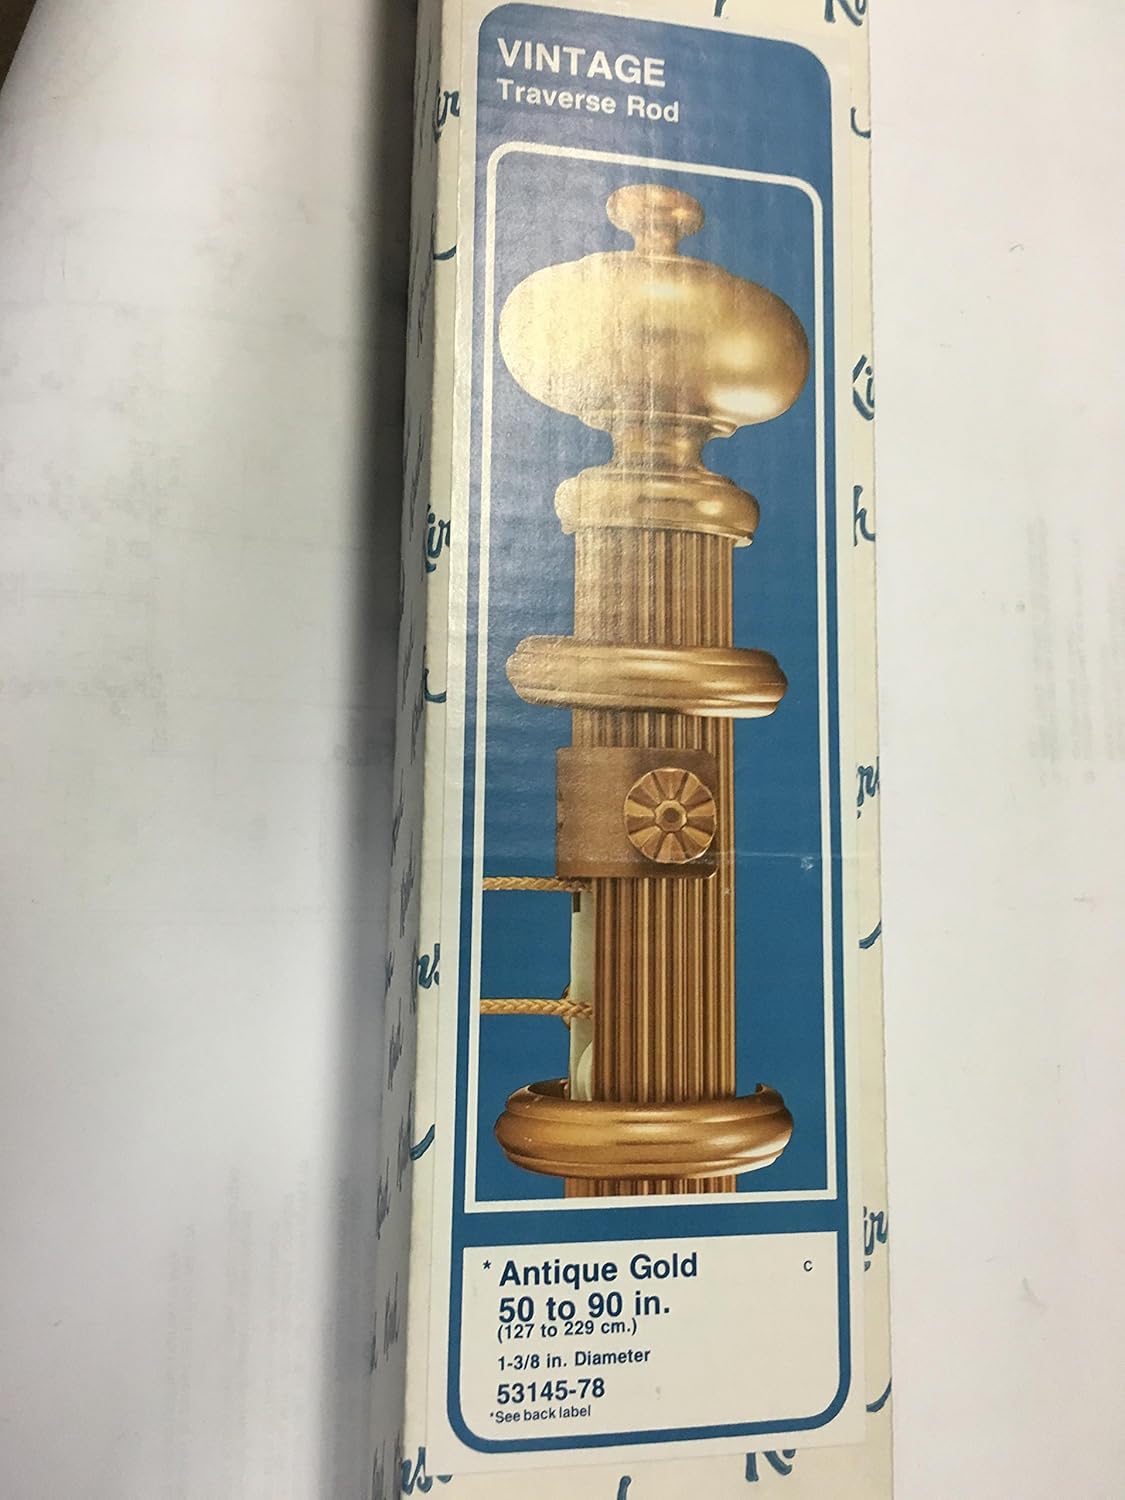 VINTAGE
Traverse Rod
* Antique Gold
C
50 to 90 in.
(127 to 229 cm.)
1-3/8 in. Diameter
53145-78
*See back label